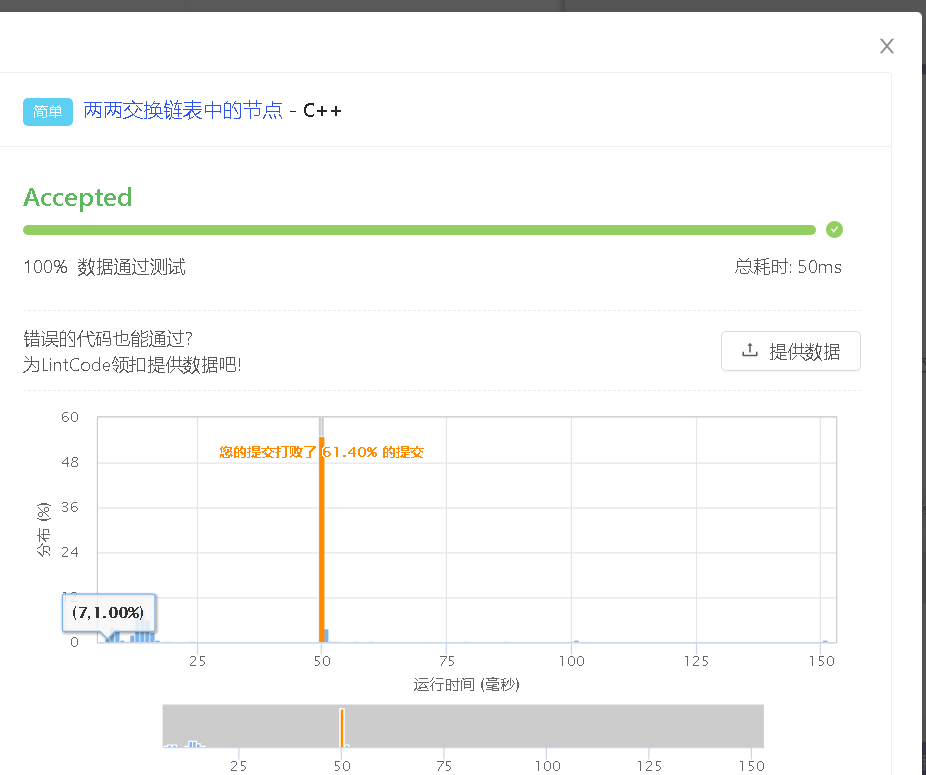 简单 两两交换链表中的节点 - C++
Accepted
100% 数据通过测试 总耗时: 50ms
错误的代码也能通过?
为LintCode领扣提供数据吧!
提供数据
60
您的提交打败了 61.40% 的提交
48
36
分布 (%)
24
12
(7,1.00%)
0
25 50 75 100 125 150
运行时间 (毫秒)
25 50 75 100 125 150